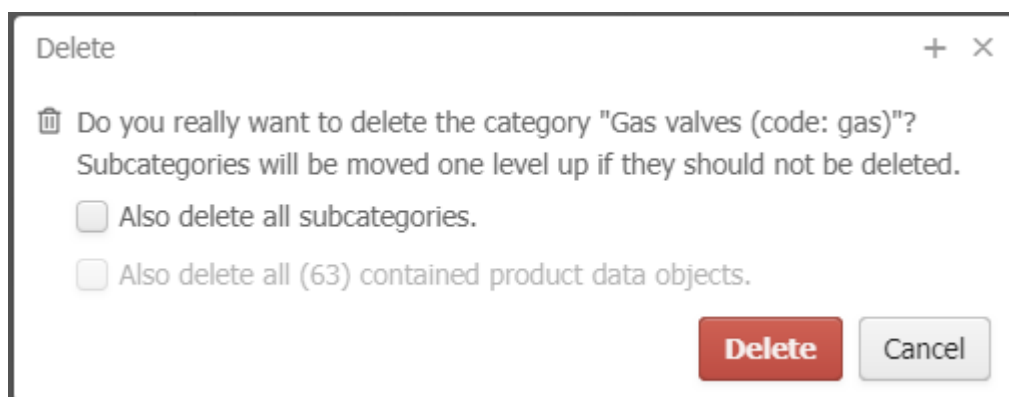 Delete
Do you really want to delete the category "Gas valves (code: gas)"?
Subcategories will be moved one level up if they should not be deleted.
Also delete all subcategories.
Also delete all (63) contained product data objects.
Delete Cancel